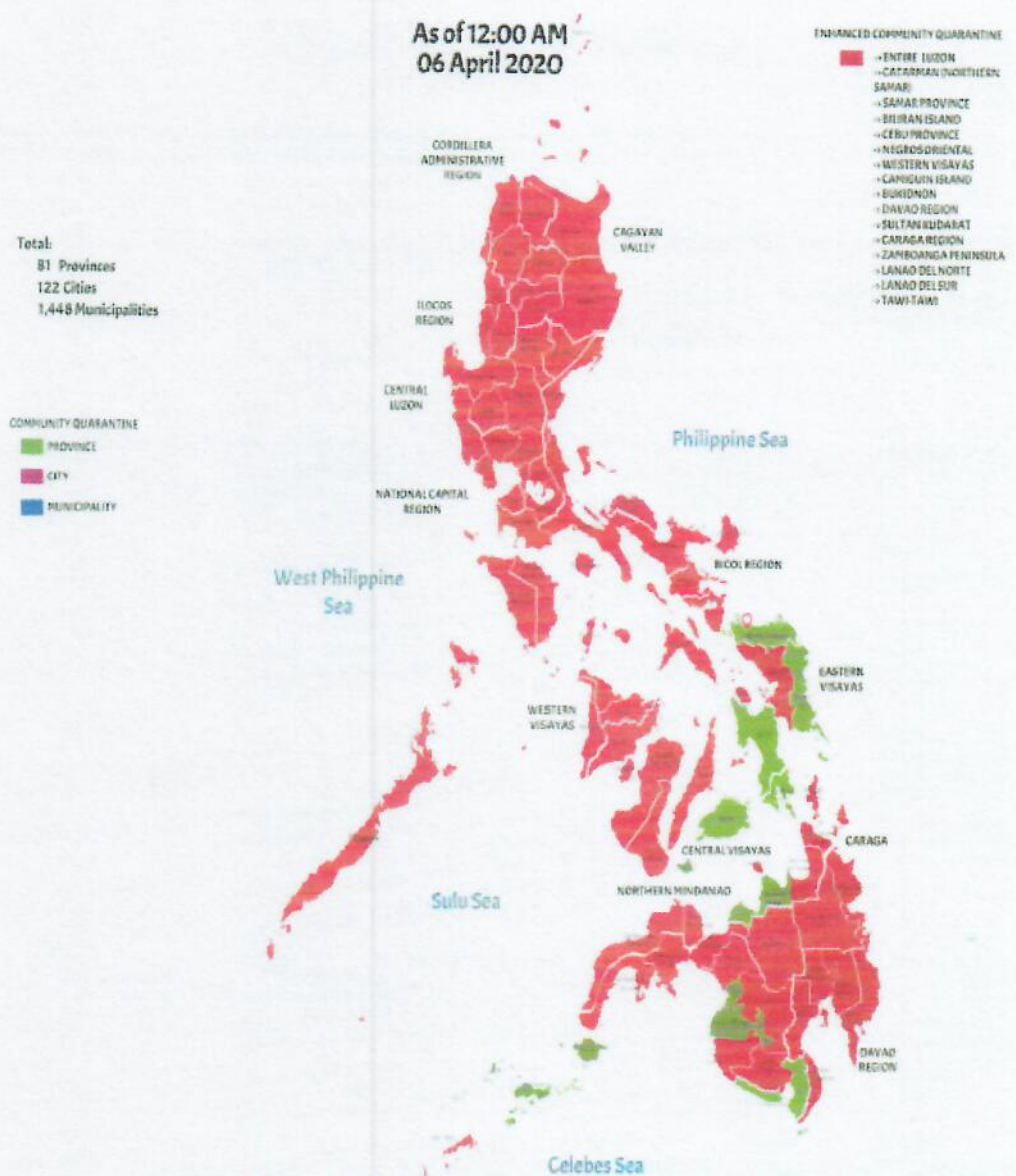 As of 12:00 AM
06 April 2020
ENHANCED COMMUNITY QUARANTINE
→ENTIRE LUZON
→CATARMAN (NORTHERN
SAMAR)
→SAMAR PROVINCE
→BILIRAN ISLAND
→CEBU PROVINCE
→NEGROS ORIENTAL
→WESTERN VISAYAS
→CAMIGUIN ISLAND
→BUKIDNON
→DAVAO REGION
→SULTAN KUDARAT
→CARAGA REGION
→ZAMBOANGA PENINSULA
→LANAO DEL NORTE
→LANAO DEL SUR
→TAWI-TAWI
Total:
81 Provinces
122 Cities
1,448 Municipalities
COMMUNITY QUARANTINE
PROVINCE
CITY
MUNICIPALITY
CORDILLERA
ADMINISTRATIVE
REGION
CAGAYAN
VALLEY
ILOCOS
REGION
CENTRAL
LUZON
Philippine Sea
NATIONAL CAPITAL
REGION
BICOL REGION
West Philippine
Sea
EASTERN
VISAYAS
WESTERN
VISAYAS
CENTRAL VISAYAS
CARAGA
NORTHERN MINDANAO
Sulu Sea
DAVAO
REGION
Celebes Sea